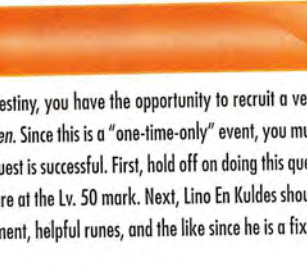 estiny, you have the opportunity to recruit a ve
en. Since this is a "one-time-only" event, you mu
uest is successful. First, hold off on doing this que
re at the Lv. 50 mark. Next, Lino En Kuldes shou
ment, helpful runes, and the like since he is a fix